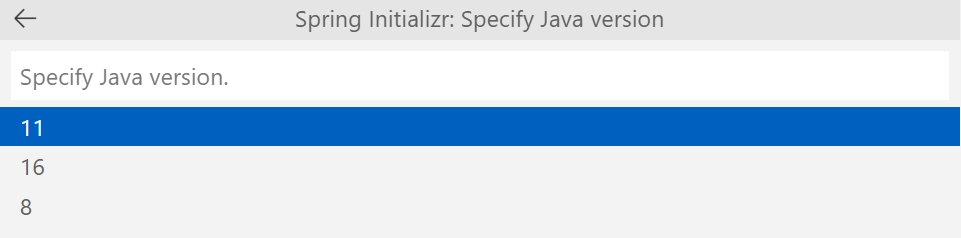 Spring Initializr: Specify Java version
Specify Java version.
11
16
8